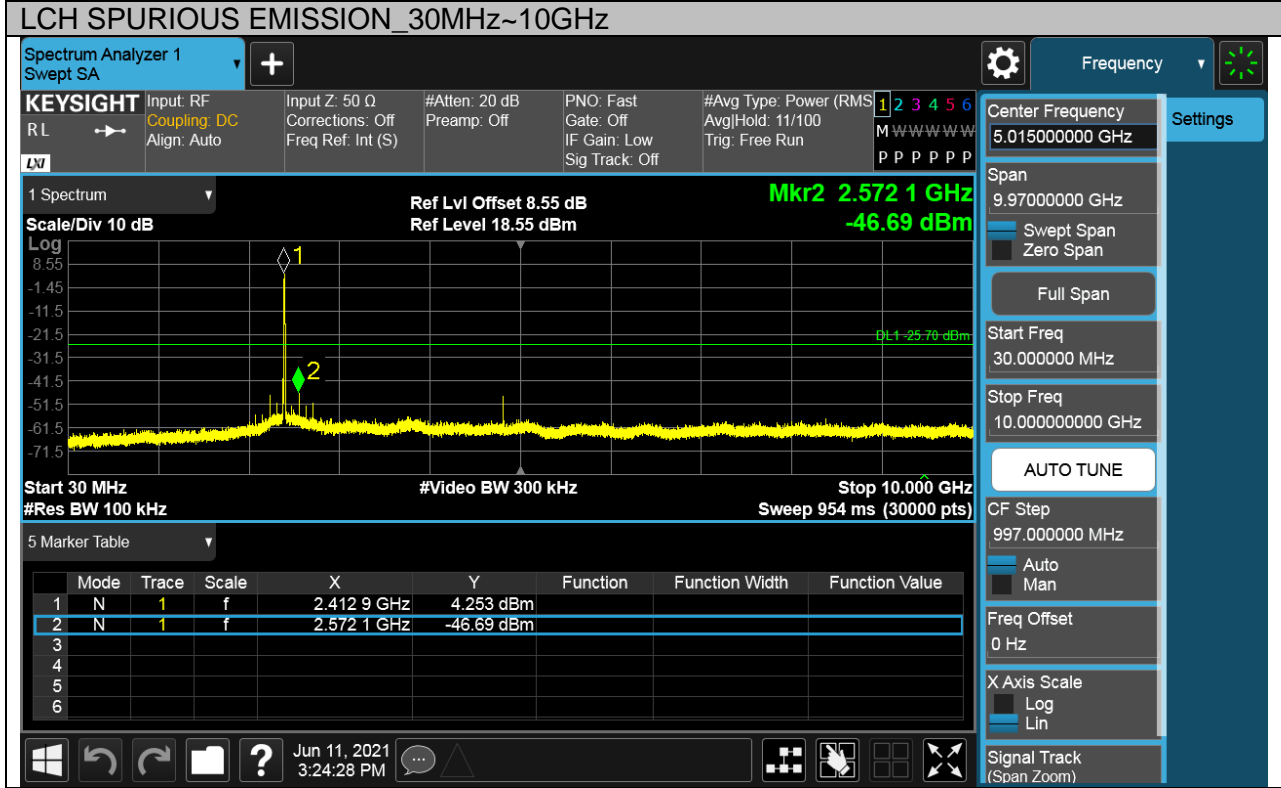 LCH SPURIOUS EMISSION_30MHz~10GHz
Spectrum Analyzer 1
Swept SA
Frequency
KEYSIGHT
RL
LXI
Input: RF
Coupling: DC
Align: Auto
Input Z: 50 Ω
Corrections: Off
Freq Ref: Int (S)
#Atten: 20 dB
Preamp: Off
PNO: Fast
Gate: Off
IF Gain: Low
Sig Track: Off
#Avg Type: Power (RMS
Avg|Hold: 11/100
Trig: Free Run
1 2 3 4 5 6
M W W W W W
P P P P P P
1 Spectrum
Scale/Div 10 dB
Log
Ref Lvl Offset 8.55 dB
Ref Level 18.55 dBm
Mkr2 2.572 1 GHz
-46.69 dBm
8.55
-1.45
-11.5
-21.5
-31.5
-41.5
-51.5
-61.5
-71.5
1
2
DL1 -25.70 dBm
Start 30 MHz
#Res BW 100 kHz
#Video BW 300 kHz
Stop 10.000 GHz
Sweep 954 ms (30000 pts)
5 Marker Table
Mode Trace Scale X Y Function Function Width Function Value
1 N 1 f 2.412 9 GHz 4.253 dBm
2 N 1 f 2.572 1 GHz -46.69 dBm
3
4
5
6
?
Jun 11, 2021
3:24:28 PM
Center Frequency
5.015000000 GHz
Settings
Span
9.97000000 GHz
Swept Span
Zero Span
Full Span
Start Freq
30.000000 MHz
Stop Freq
10.000000000 GHz
AUTO TUNE
CF Step
997.000000 MHz
Auto
Man
Freq Offset
0 Hz
X Axis Scale
Log
Lin
Signal Track
(Span Zoom)